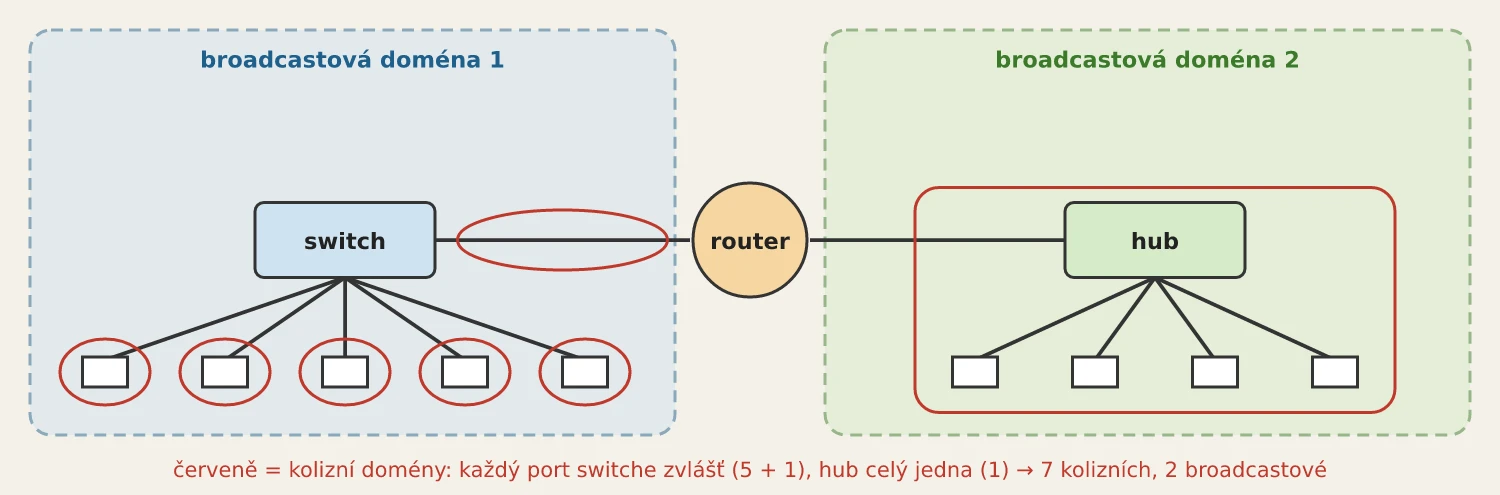 broadcastová doména 1
broadcastová doména 2
switch
router
hub
červeně = kolizní domény: každý port switche zvlášť (5 + 1), hub celý jedna (1) → 7 kolizních, 2 broadcastové